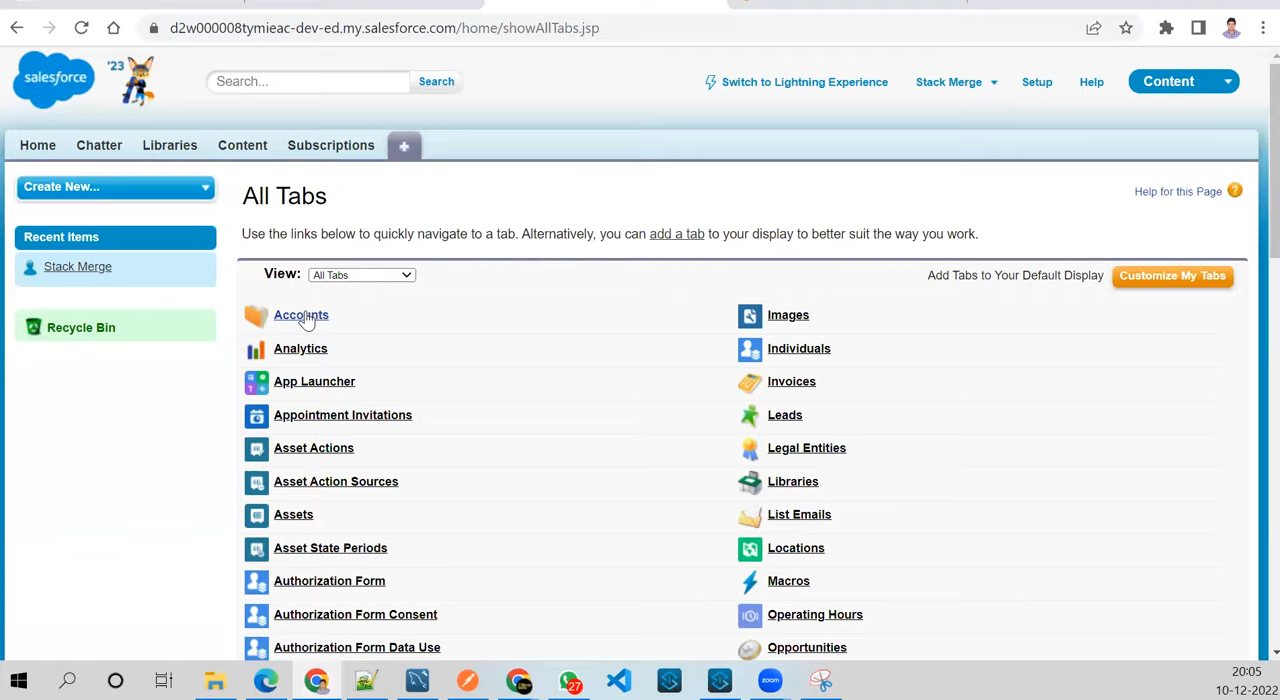 d2w000008tymieac-dev-ed.my.salesforce.com/home/showAllTabs.jsp
salesforce
'23
Search...
Search
Switch to Lightning Experience
Stack Merge
Setup
Help
Content
Home
Chatter
Libraries
Content
Subscriptions
+
Create New...
Recent Items
Stack Merge
Recycle Bin
All Tabs
Help for this Page ?
Use the links below to quickly navigate to a tab. Alternatively, you can add a tab to your display to better suit the way you work.
View: All Tabs
Add Tabs to Your Default Display
Customize My Tabs
Accounts
Analytics
App Launcher
Appointment Invitations
Asset Actions
Asset Action Sources
Assets
Asset State Periods
Authorization Form
Authorization Form Consent
Authorization Form Data Use
Images
Individuals
Invoices
Leads
Legal Entities
Libraries
List Emails
Locations
Macros
Operating Hours
Opportunities
27
zoom
20:05
10-12-2023